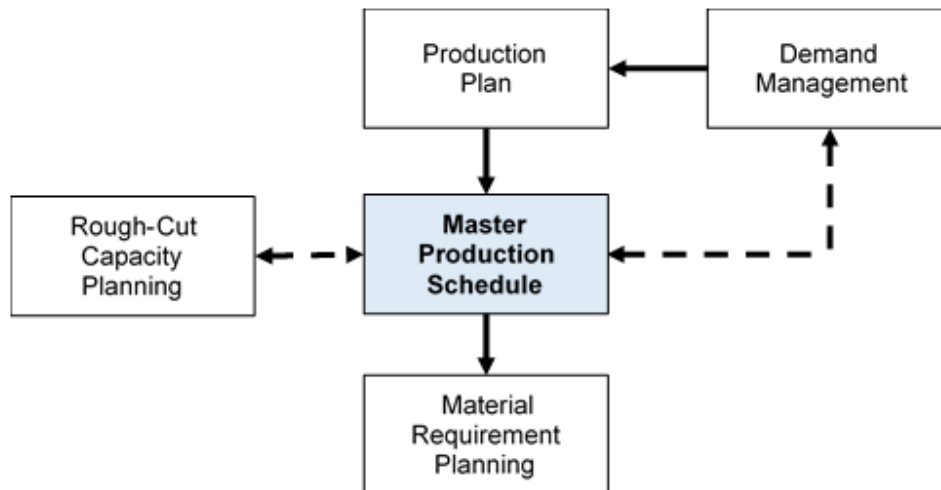 Production
Plan
Demand
Management
Rough-Cut
Capacity
Planning
Master
Production
Schedule
Material
Requirement
Planning